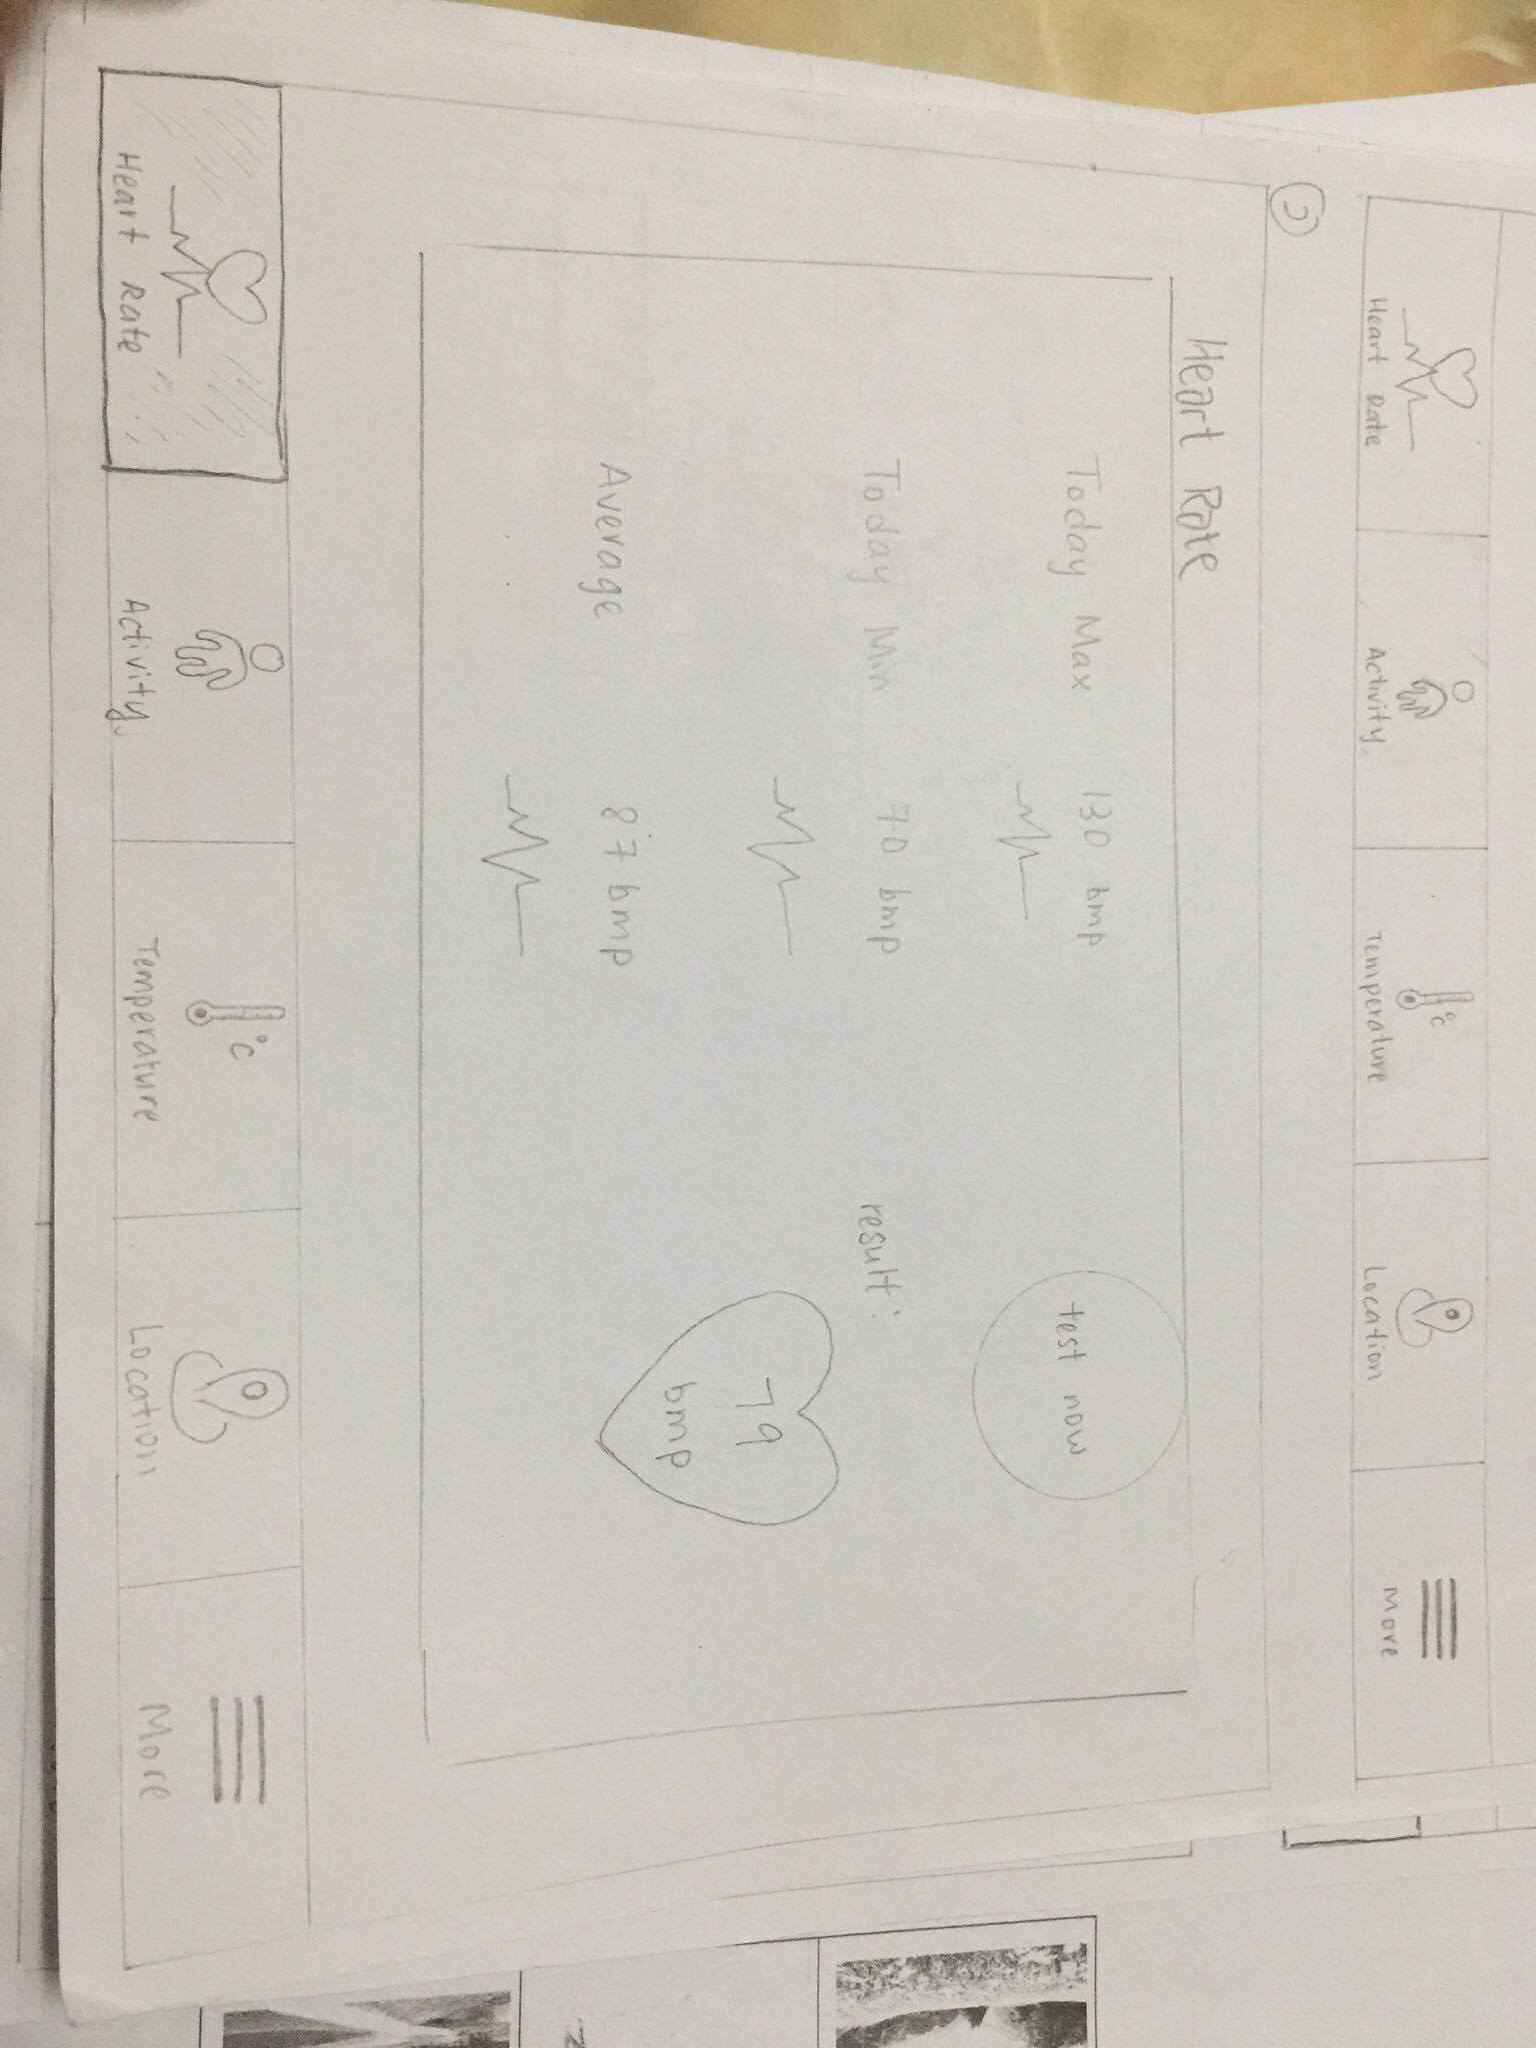 Heart Rate
Activity.
Temperature
°c
Location
More
2
Heart Rate
Today Max
130 bmp
test now
Today Min
70 bmp
result:
79
bmp
Average
87 bmp
Heart Rate
Activity.
Temperature
°c
Location
More